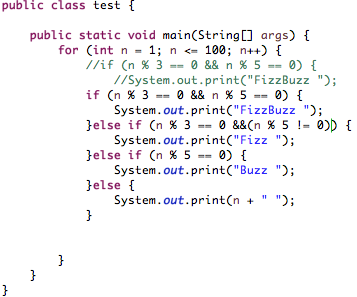 public class test {
public static void main(String[] args) {
for (int n = 1; n <= 100; n++) {
//if (n % 3 == 0 && n % 5 == 0) {
//System.out.print("FizzBuzz ");
if (n % 3 == 0 && n % 5 == 0) {
System.out.print("FizzBuzz ");
}else if (n % 3 == 0 &&(n % 5 != 0)) {
System.out.print("Fizz ");
}else if (n % 5 == 0) {
System.out.print("Buzz ");
}else {
System.out.print(n + " ");
}
}
}
}